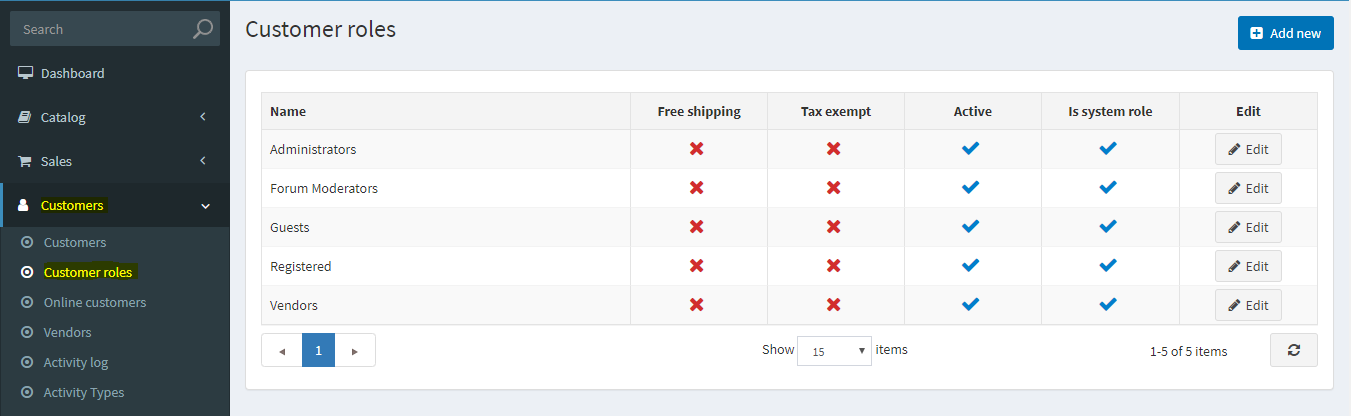 Search
Dashboard
Catalog
Sales
Customers
Customers
Customer roles
Online customers
Vendors
Activity log
Activity Types
Customer roles
Add new
Name Free shipping Tax exempt Active Is system role Edit
Administrators Edit
Forum Moderators Edit
Guests Edit
Registered Edit
Vendors Edit
1 Show 15 items 1-5 of 5 items